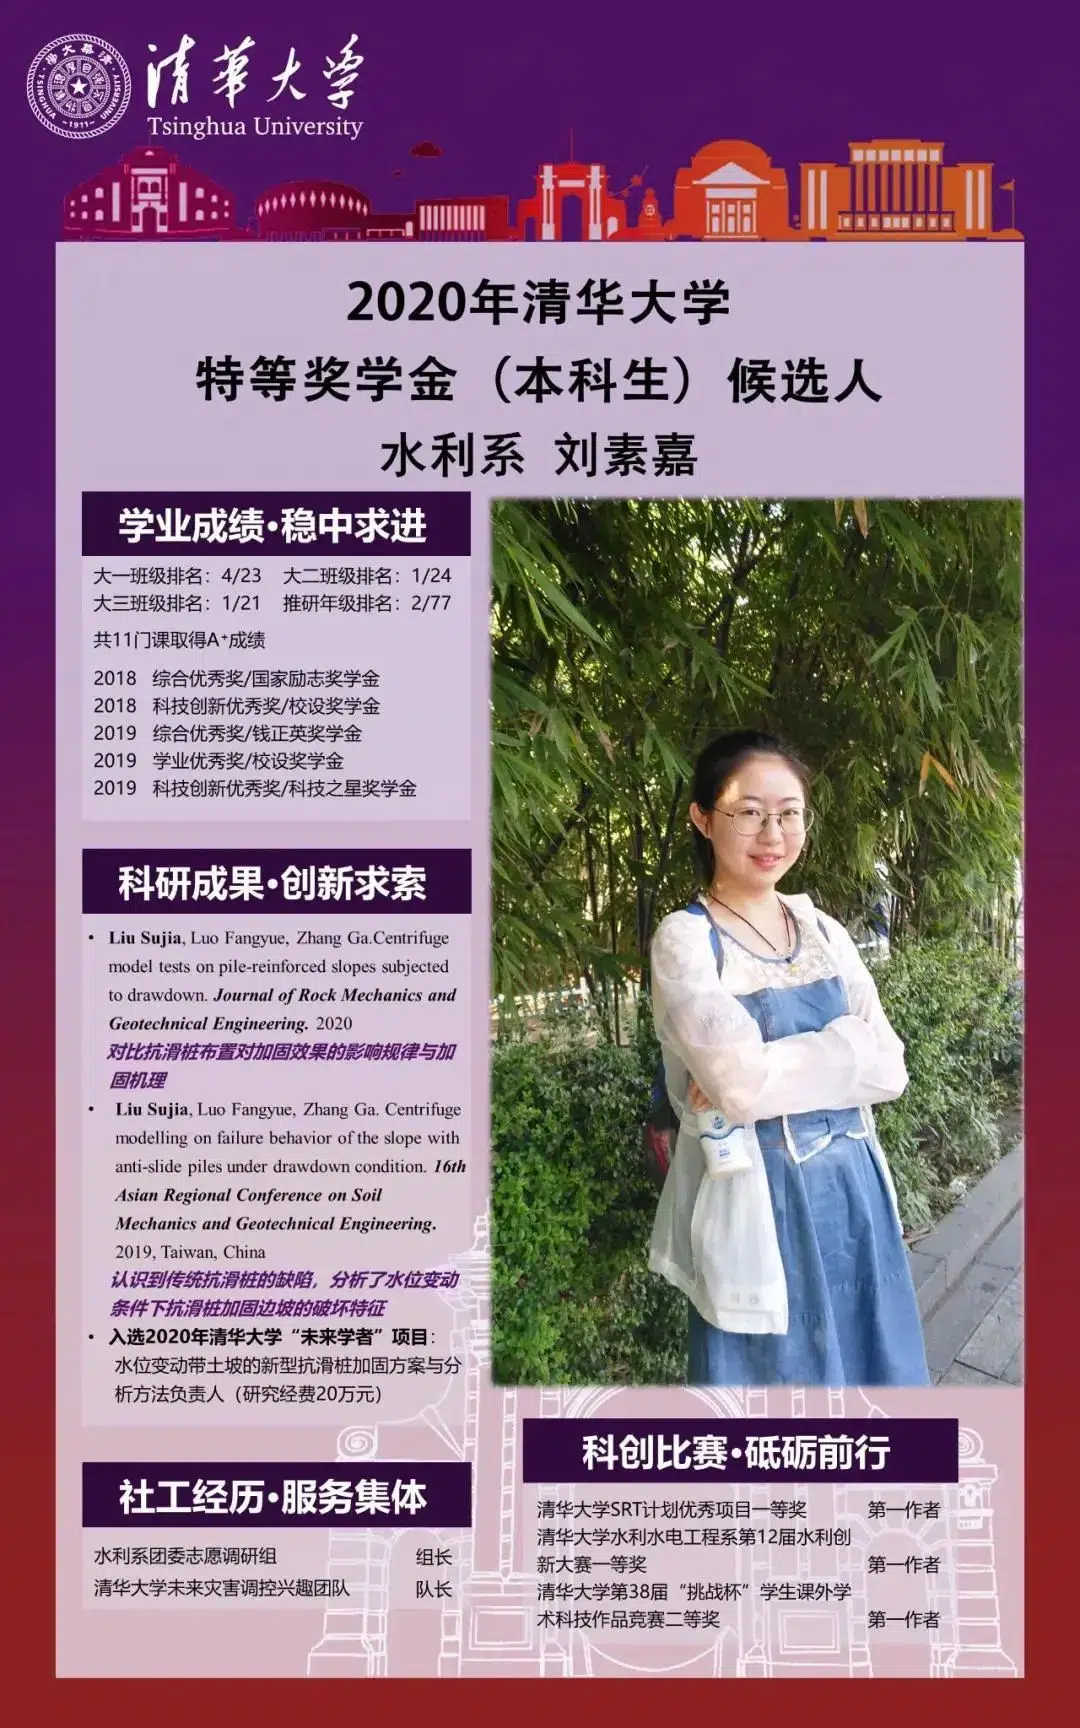 清華大学
Tsinghua University
TSINGHUA UNIVERSITY
-1911-
2020年清华大学
特等奖学金（本科生）候选人
水利系 刘素嘉
学业成绩·稳中求进
大一班级排名：4/23 大二班级排名：1/24
大三班级排名：1/21 推研年级排名：2/77
共11门课取得A⁺成绩
2018 综合优秀奖/国家励志奖学金
2018 科技创新优秀奖/校设奖学金
2019 综合优秀奖/钱正英奖学金
2019 学业优秀奖/校设奖学金
2019 科技创新优秀奖/科技之星奖学金
科研成果·创新求索
• Liu Sujia, Luo Fangyue, Zhang Ga.Centrifuge
model tests on pile-reinforced slopes subjected
to drawdown. Journal of Rock Mechanics and
Geotechnical Engineering. 2020
对比抗滑桩布置对加固效果的影响规律与加
固机理
• Liu Sujia, Luo Fangyue, Zhang Ga. Centrifuge
modelling on failure behavior of the slope with
anti-slide piles under drawdown condition. 16th
Asian Regional Conference on Soil
Mechanics and Geotechnical Engineering.
2019, Taiwan, China
认识到传统抗滑桩的缺陷，分析了水位变动
条件下抗滑桩加固边坡的破坏特征
• 入选2020年清华大学“未来学者”项目：
水位变动带土坡的新型抗滑桩加固方案与分
析方法负责人（研究经费20万元）
社工经历·服务集体
水利系团委志愿调研组 组长
清华大学未来灾害调控兴趣团队 队长
科创比赛·砥砺前行
清华大学SRT计划优秀项目一等奖 第一作者
清华大学水利水电工程系第12届水利创
新大赛一等奖 第一作者
清华大学第38届“挑战杯”学生课外学
术科技作品竞赛二等奖 第一作者